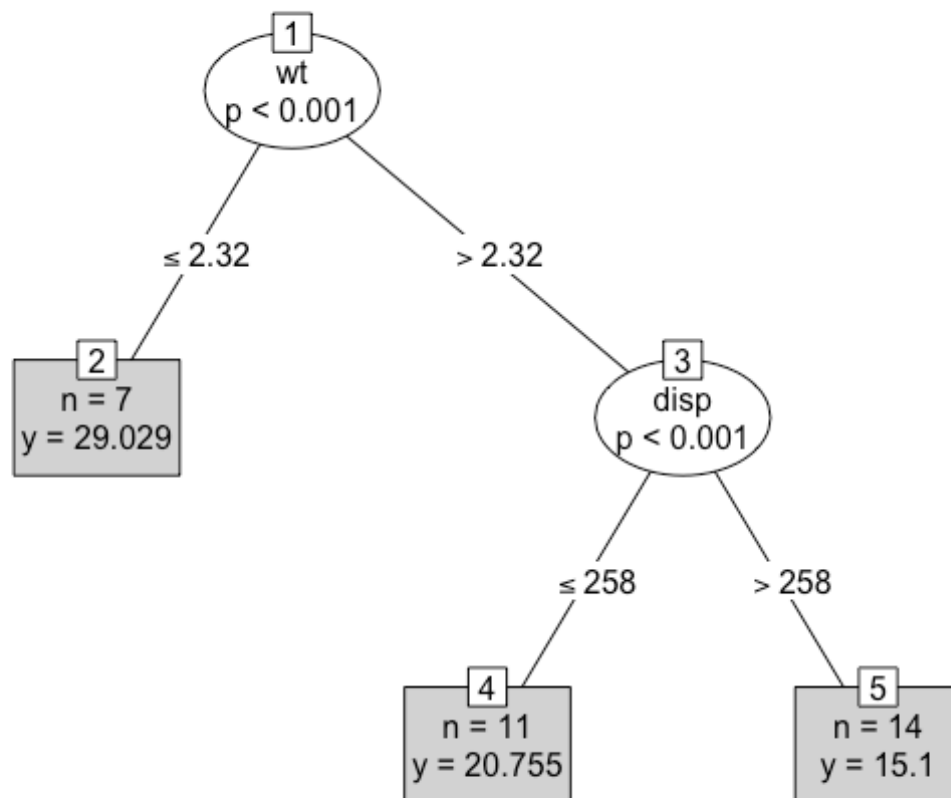 1
wt
p < 0.001
≤ 2.32
> 2.32
2
n = 7
y = 29.029
3
disp
p < 0.001
≤ 258
> 258
4
n = 11
y = 20.755
5
n = 14
y = 15.1